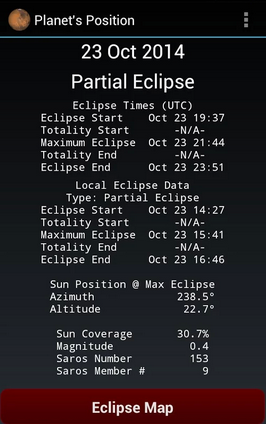 Planet's Position
23 Oct 2014
Partial Eclipse
Eclipse Times (UTC)
Eclipse Start Oct 23 19:37
Totality Start -N/A-
Maximum Eclipse Oct 23 21:44
Totality End -N/A-
Eclipse End Oct 23 23:51
Local Eclipse Data
Type: Partial Eclipse
Eclipse Start Oct 23 14:27
Totality Start -N/A-
Maximum Eclipse Oct 23 15:41
Totality End -N/A-
Eclipse End Oct 23 16:46
Sun Position @ Max Eclipse
Azimuth 238.5°
Altitude 22.7°
Sun Coverage 30.7%
Magnitude 0.4
Saros Number 153
Saros Member # 9
Eclipse Map